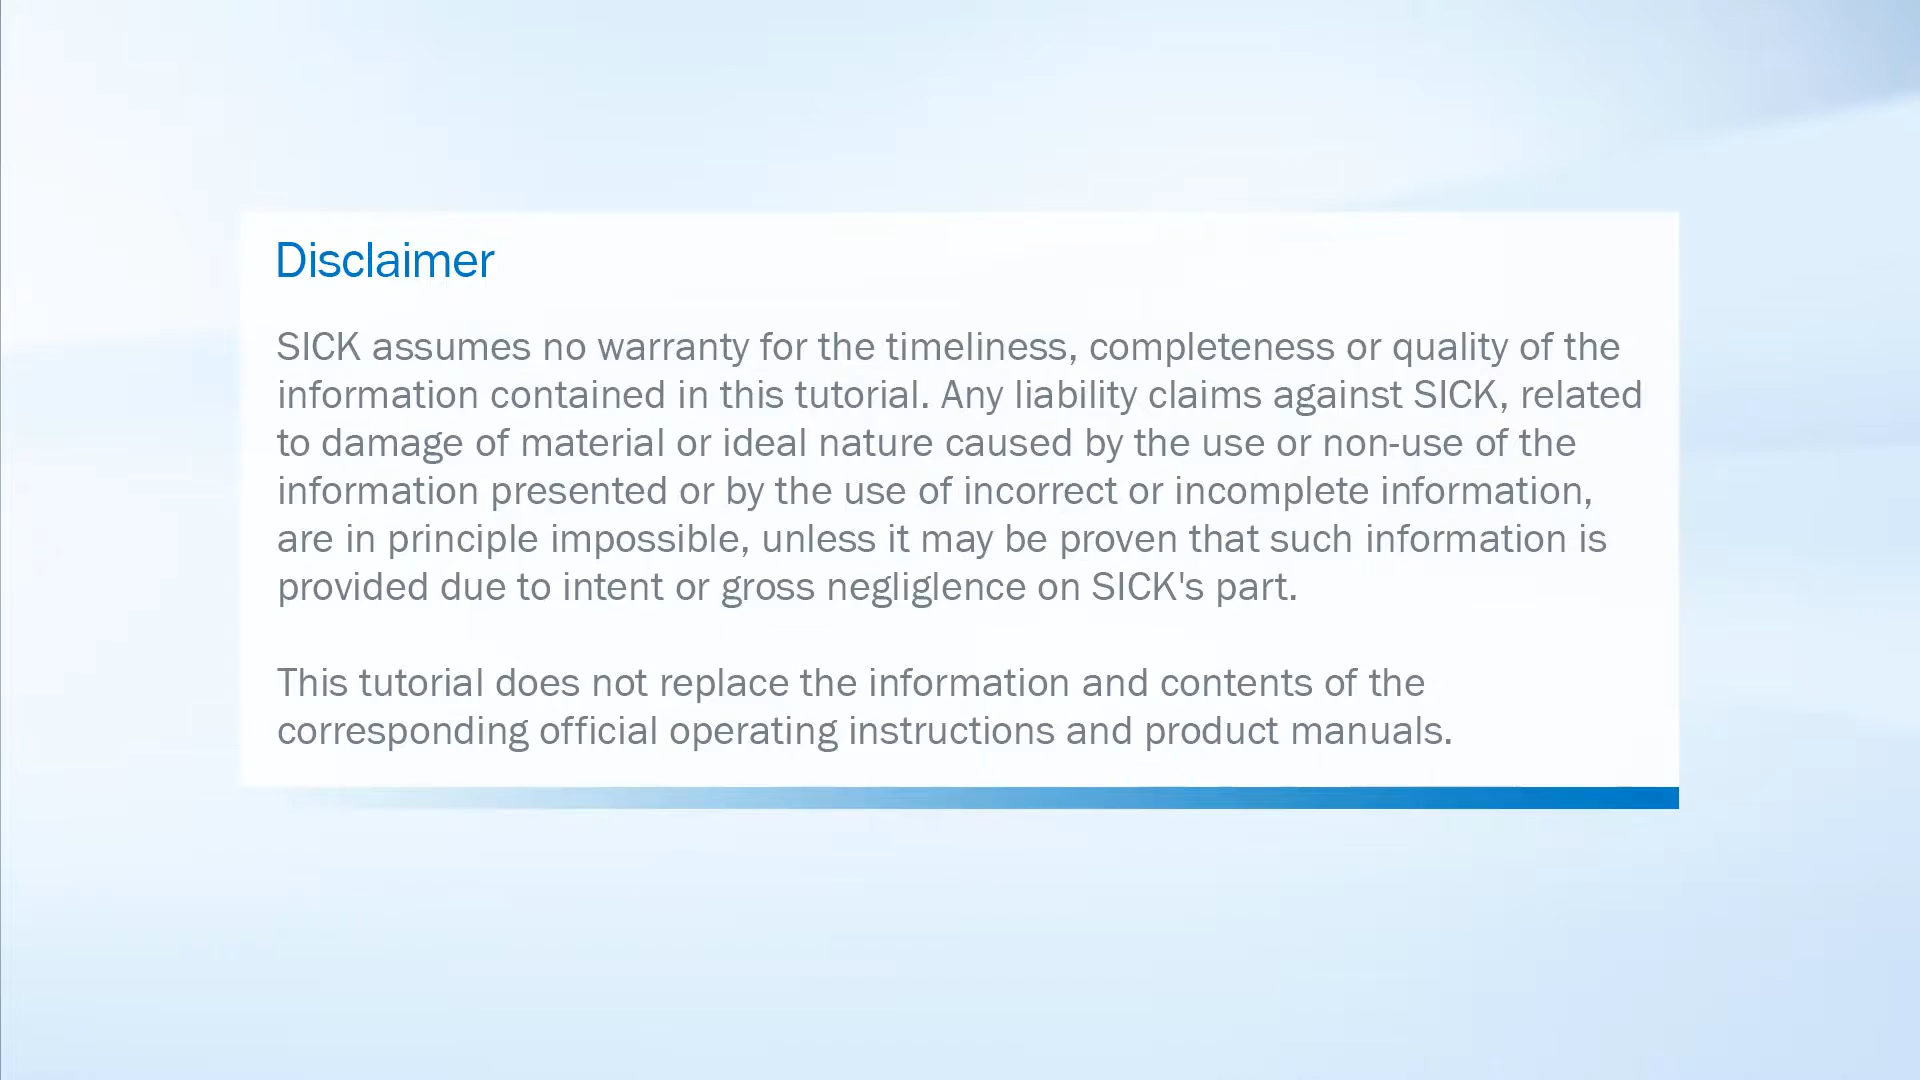 Disclaimer
SICK assumes no warranty for the timeliness, completeness or quality of the
information contained in this tutorial. Any liability claims against SICK, related
to damage of material or ideal nature caused by the use or non-use of the
information presented or by the use of incorrect or incomplete information,
are in principle impossible, unless it may be proven that such information is
provided due to intent or gross negliglence on SICK's part.
This tutorial does not replace the information and contents of the
corresponding official operating instructions and product manuals.